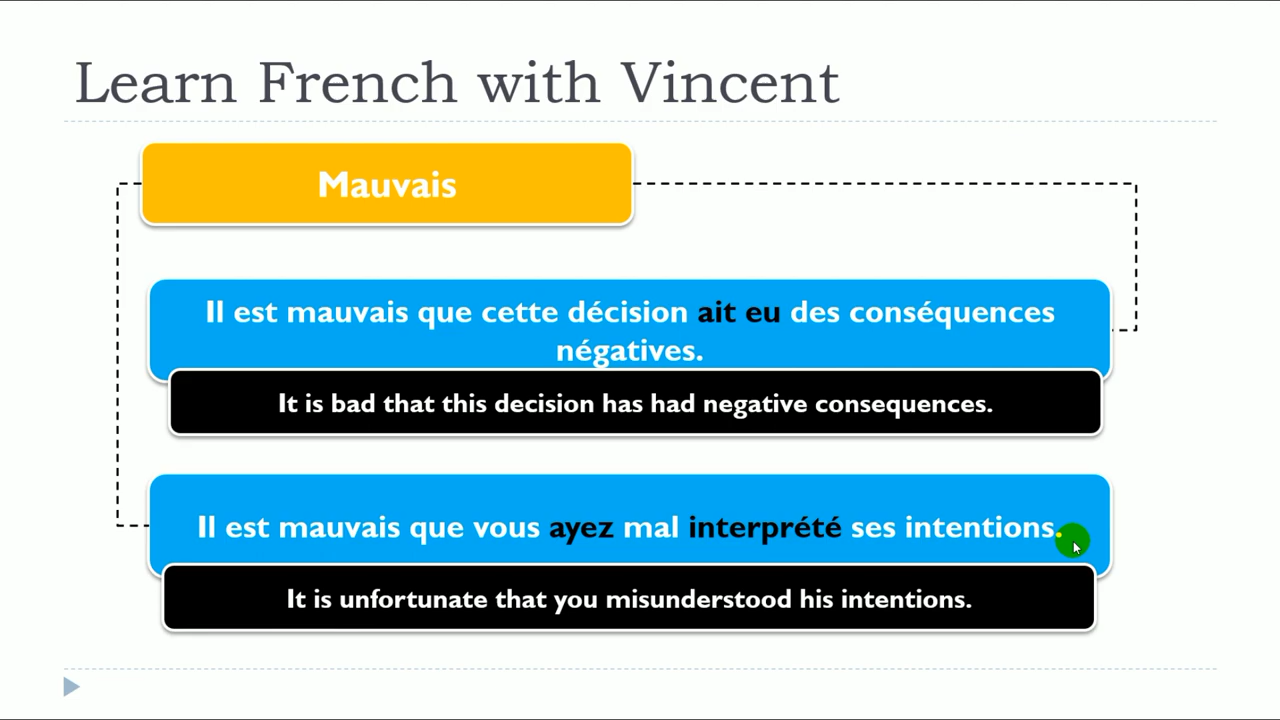 Learn French with Vincent
Mauvais
Il est mauvais que cette décision ait eu des conséquences
négatives.
It is bad that this decision has had negative consequences.
Il est mauvais que vous ayez mal interprété ses intentions.
It is unfortunate that you misunderstood his intentions.